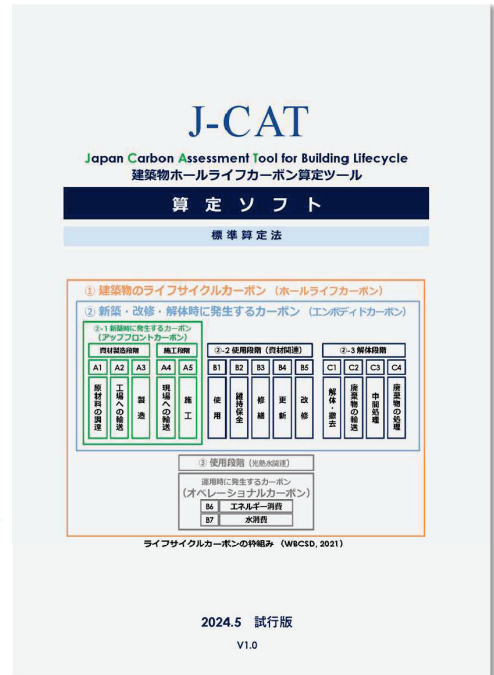 J-CAT
Japan Carbon Assessment Tool for Building Lifecycle
建築物ホールライフカーボン算定ツール
算定ソフト
標準算定法
① 建築物のライフサイクルカーボン（ホールライフカーボン）
② 新築・改修・解体時に発生するカーボン（エンボディドカーボン）
②-1 新築時に発生するカーボン
（アップフロントカーボン）
資材製造段階 施工段階 ②-2 使用段階（資材関連） ②-3 解体段階
A1 A2 A3 A4 A5 B1 B2 B3 B4 B5 C1 C2 C3 C4
原材料の調達 工場への輸送 製造 現場への輸送 施工 使用 維持保全 修繕 更新 改修 解体・撤去 廃棄物の輸送 中間処理 廃棄物の処理
③ 使用段階（光熱水関連）
運用時に発生するカーボン
（オペレーショナルカーボン）
B6 エネルギー消費
B7 水消費
ライフサイクルカーボンの枠組み （WBCSD, 2021）
2024.5 試行版
V1.0